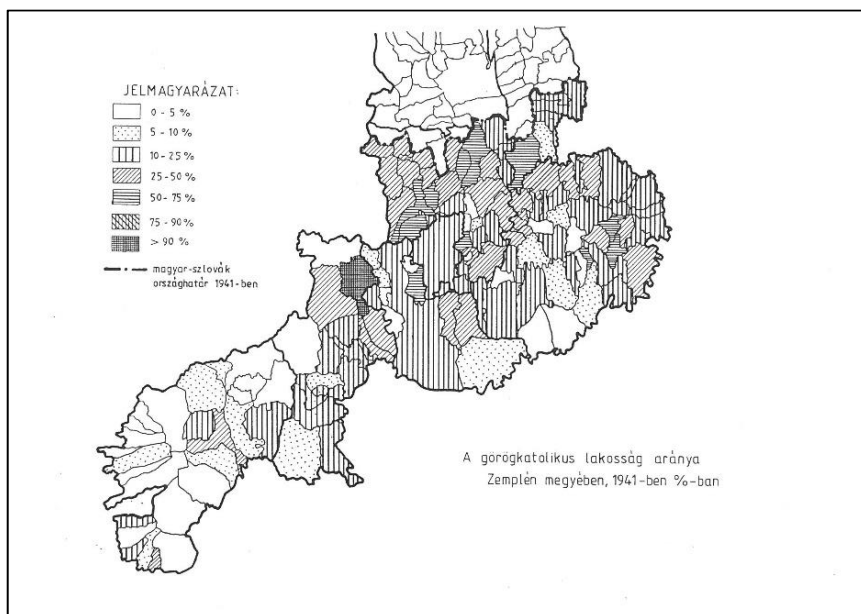 JELMAGYARÁZAT:
0 - 5 %
5 - 10 %
10 - 25 %
25 - 50 %
50 - 75 %
75 - 90 %
> 90 %
magyar-szlovák
országhatár 1941-ben
A görögkatolikus lakosság aránya
Zemplén megyében, 1941-ben %-ban